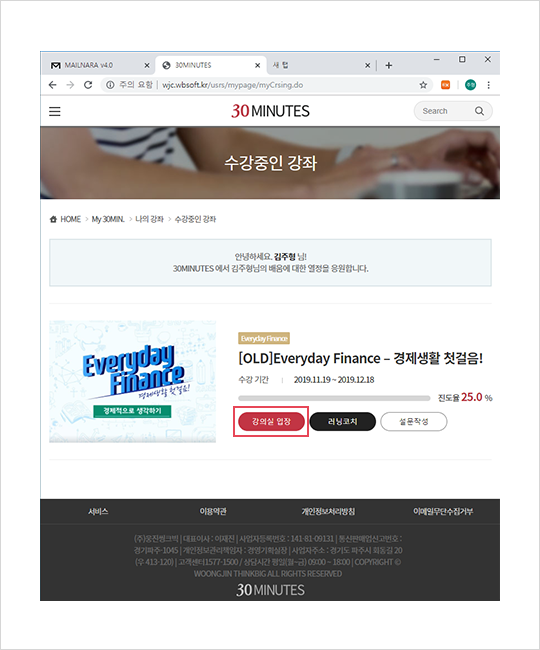 MAILNARA v4.0
30MINUTES
새 탭
주의 요함 | wjc.wbsoft.kr/usrs/mypage/myCrsing.do
30 MINUTES
Search
수강중인 강좌
HOME > My 30MIN. > 나의 강좌 > 수강중인 강좌
안녕하세요. 김주형 님!
30MINUTES 에서 김주형님의 배움에 대한 열정을 응원합니다.
Everyday
Finance
경제생활 첫걸음!
경제적으로 생각하기
Everyday Finance
[OLD]Everyday Finance – 경제생활 첫걸음!
수강 기간 | 2019.11.19 ~ 2019.12.18
진도율 25.0 %
강의실 입장
러닝코치
설문작성
서비스
이용약관
개인정보처리방침
이메일무단수집거부
(주)웅진씽크빅 | 대표이사 : 이재진 | 사업자등록번호 : 141-81-09131 | 통신판매업신고번호 :
경기파주-1045 | 개인정보관리책임자 : 경영기획실장 | 사업자주소 : 경기도 파주시 회동길 20
(우 413-120) | 고객센터(1577-1500 / 상담시간 평일(월~금) 09:00 ~ 18:00 | COPYRIGHT ©
WOONGJIN THINKBIG ALL RIGHTS RESERVED
30 MINUTES